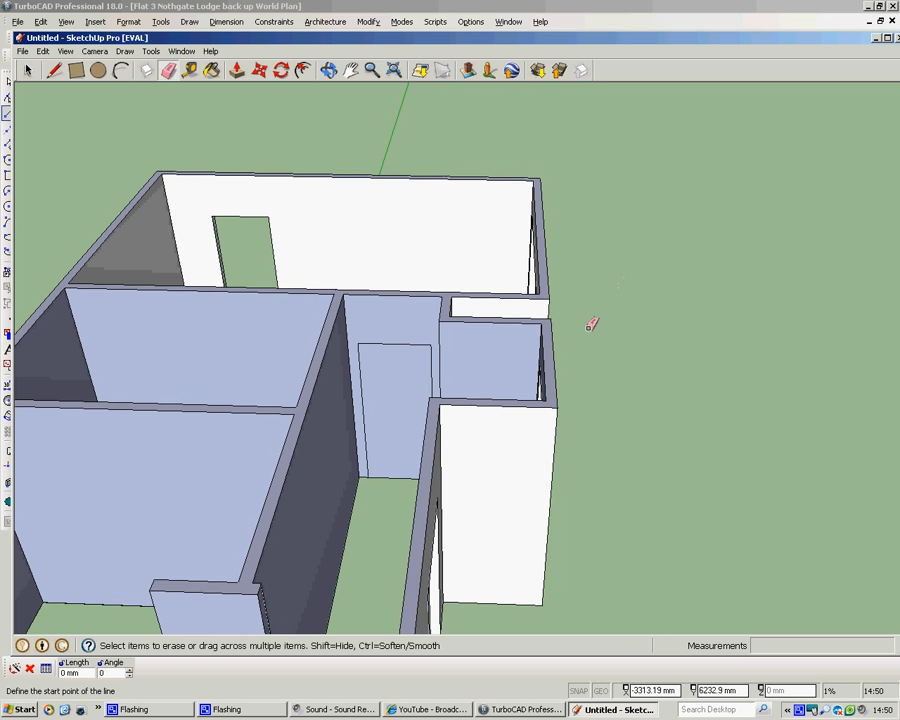 TurboCAD Professional 18.0 - [Flat 3 Nothgate Lodge back up World Plan]
File Edit View Insert Format Tools Draw Dimension Constraints Architecture Modify Modes Scripts Options Window Help
Untitled - SketchUp Pro [EVAL]
File Edit View Camera Draw Tools Window Help
Select items to erase or drag across multiple items. Shift=Hide, Ctrl=Soften/Smooth Measurements
Length Angle
0 mm 0
Define the start point of the line SNAP GEO X -3313.19 mm Y 6232.9 mm Z 0 mm 1% 14:50
Start » Flashing Flashing Sound - Sound Re... YouTube - Broadc... TurboCAD Profess... Untitled - Sketc... Search Desktop « 14:50